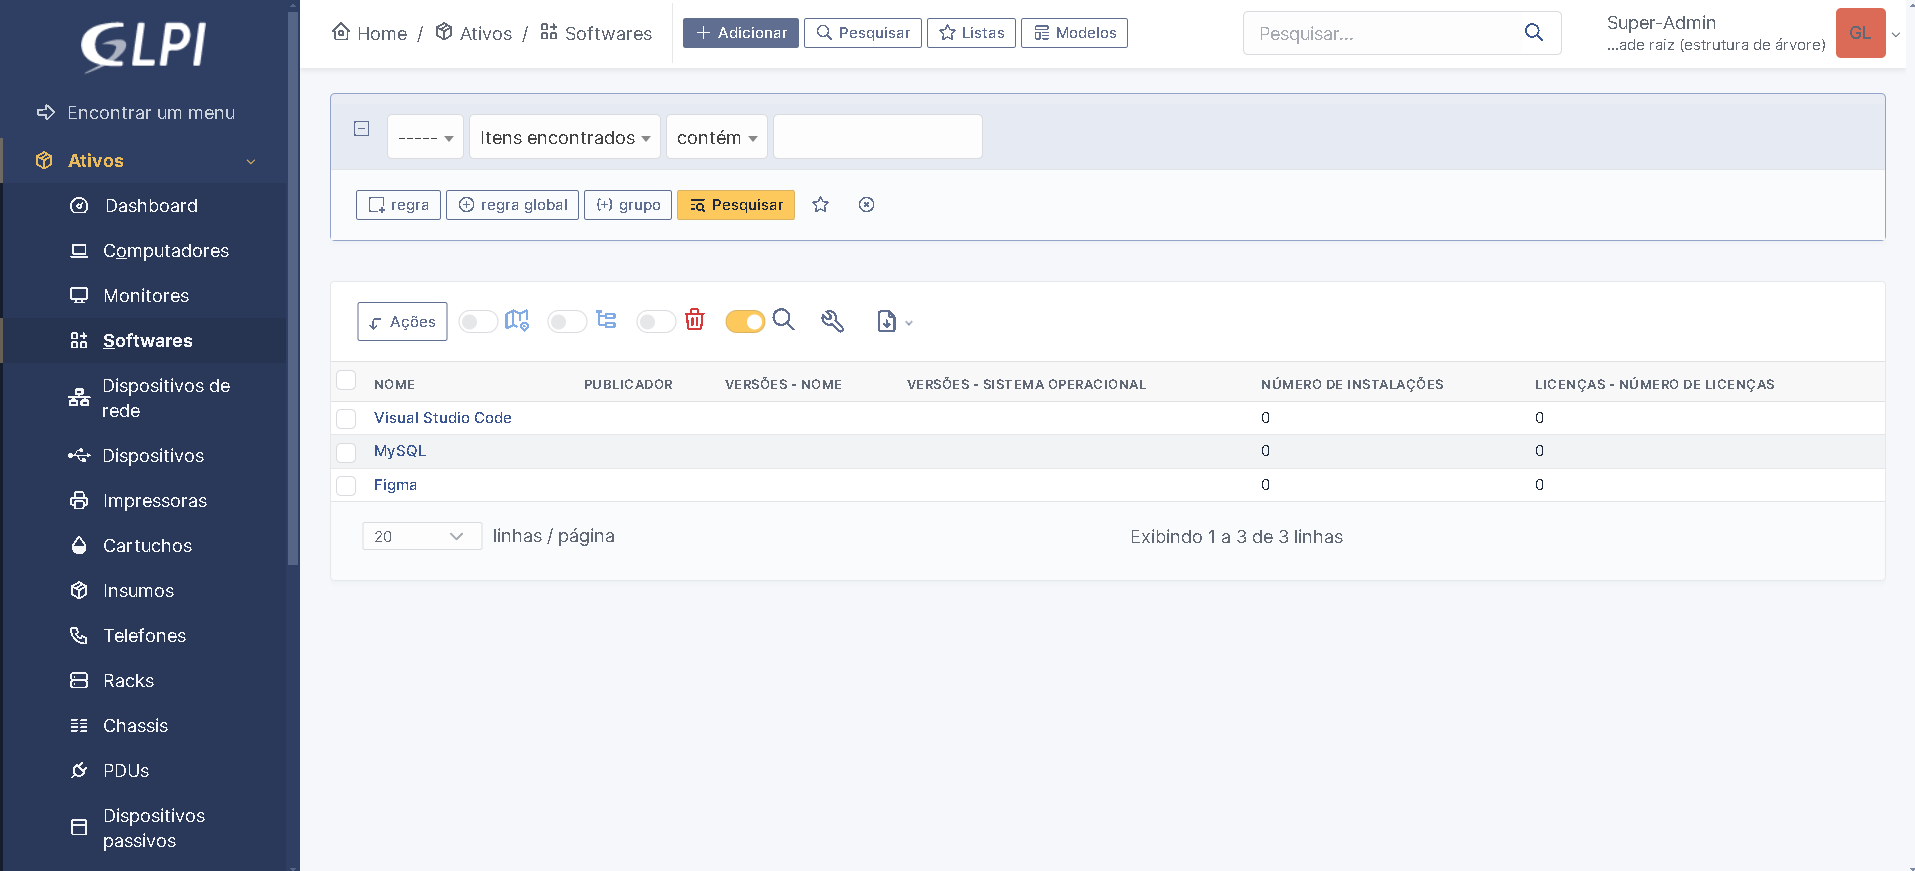 GLPI
Encontrar um menu
Ativos
Dashboard
Computadores
Monitores
Softwares
Dispositivos de
rede
Dispositivos
Impressoras
Cartuchos
Insumos
Telefones
Racks
Chassis
PDUs
Dispositivos
passivos
Home / Ativos / Softwares
Adicionar
Pesquisar
Listas
Modelos
Pesquisar...
Super-Admin
...ade raiz (estrutura de árvore)
GL
----- Itens encontrados contém
regra
regra global
(+) grupo
Pesquisar
Ações
NOME PUBLICADOR VERSÕES - NOME VERSÕES - SISTEMA OPERACIONAL NÚMERO DE INSTALAÇÕES LICENÇAS - NÚMERO DE LICENÇAS
Visual Studio Code 0 0
MySQL 0 0
Figma 0 0
20 linhas / página
Exibindo 1 a 3 de 3 linhas